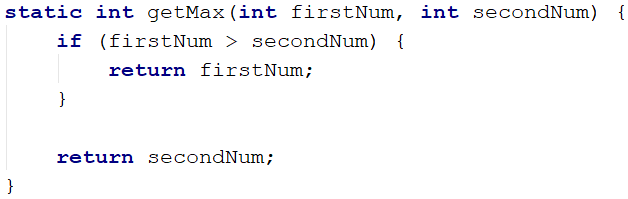 static int getMax(int firstNum, int secondNum) {
    if (firstNum > secondNum) {
        return firstNum;
    }

    return secondNum;
}